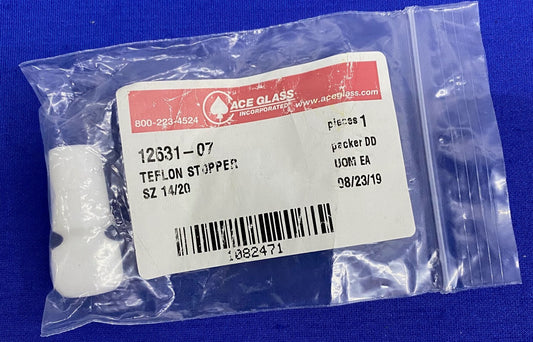 800-223-4524
ACE GLASS
INCORPORATED
www.aceglass.com
12631-07
pieces 1
TEFLON STOPPER
packer DD
SZ 14/20
UOM EA
08/23/19
1082471